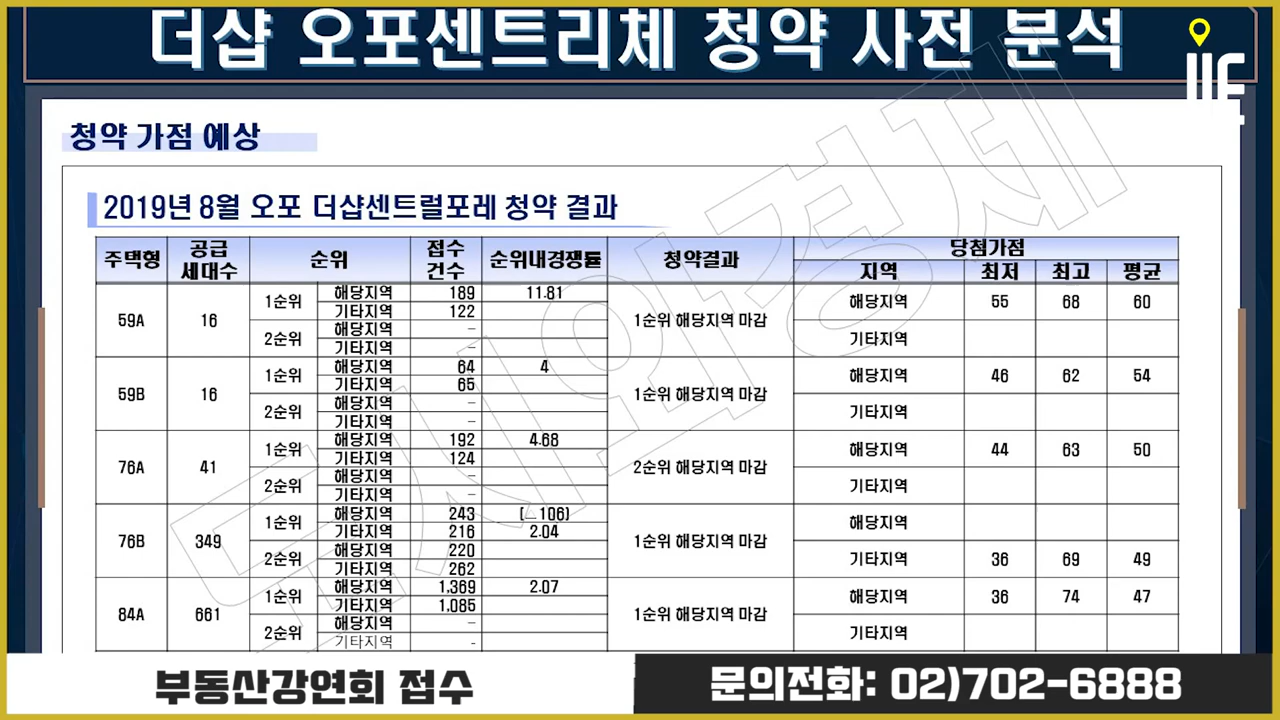 더샵 오포센트리체 청약 사전 분석
청약 가점 예상
2019년 8월 오포 더샵센트럴포레 청약 결과
주택형 공급세대수 순위 접수건수 순위내경쟁률 청약결과 당첨가점
지역 최저 최고 평균
59A 16 1순위 해당지역 189 11.81 1순위 해당지역 마감 해당지역 55 68 60
기타지역 122
2순위 해당지역 - 기타지역
기타지역 -
59B 16 1순위 해당지역 64 4 1순위 해당지역 마감 해당지역 46 62 54
기타지역 65
2순위 해당지역 - 기타지역
기타지역 -
76A 41 1순위 해당지역 192 4.68 2순위 해당지역 마감 해당지역 44 63 50
기타지역 124
2순위 해당지역 - 기타지역
기타지역 -
76B 349 1순위 해당지역 243 (_106) 1순위 해당지역 마감 해당지역
기타지역 216 2.04
2순위 해당지역 220 기타지역 36 69 49
기타지역 262
84A 661 1순위 해당지역 1,369 2.07 1순위 해당지역 마감 해당지역 36 74 47
기타지역 1,085
2순위 해당지역 - 기타지역
기타지역 -
도시와경제
부동산강연회 접수
문의전화: 02)702-6888